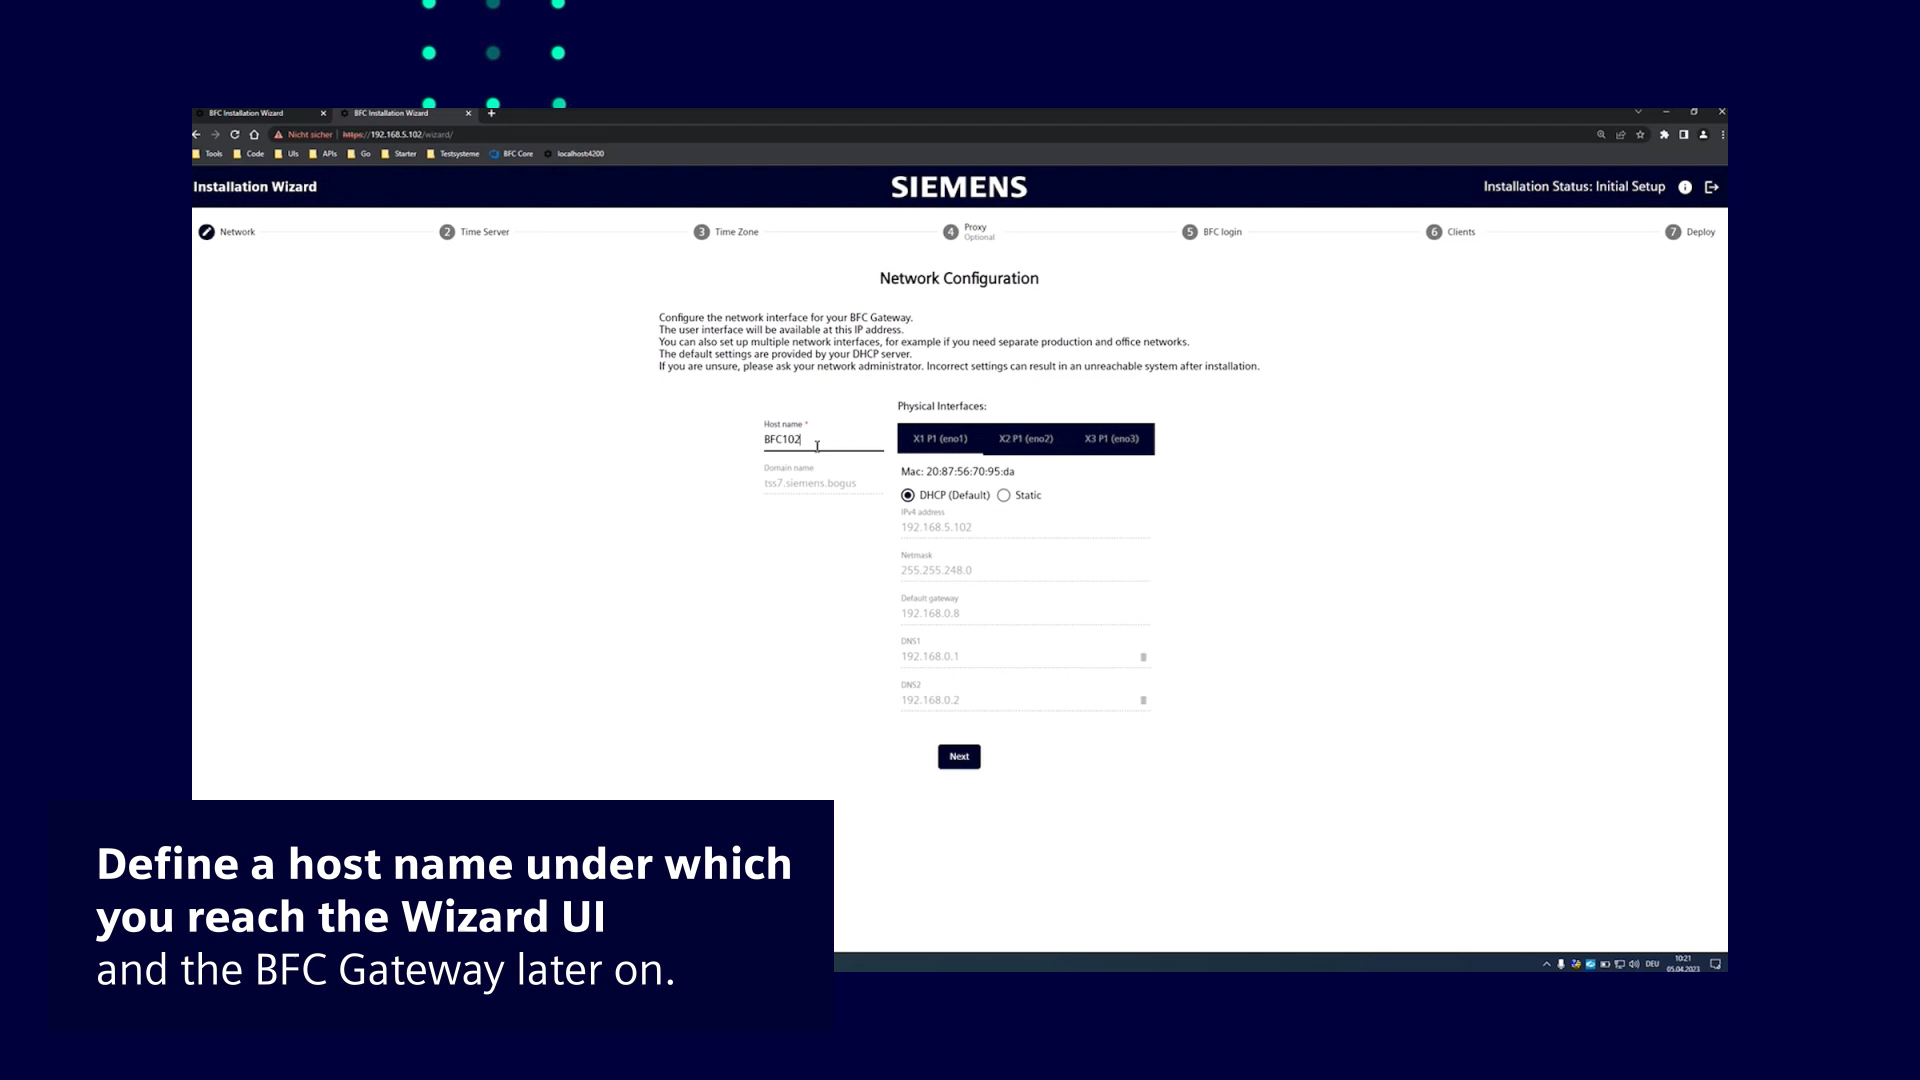 BFC Installation Wizard
BFC Installation Wizard
Nicht sicher https://192.168.5.102/wizard/
Tools Code UIs APIs Go Starter Testsysteme BFC Core localhost4200
Installation Wizard
SIEMENS
Installation Status: Initial Setup
Network
2 Time Server
3 Time Zone
4 Proxy
Optional
5 BFC login
6 Clients
7 Deploy
Network Configuration
Configure the network interface for your BFC Gateway.
The user interface will be available at this IP address.
You can also set up multiple network interfaces, for example if you need separate production and office networks.
The default settings are provided by your DHCP server.
If you are unsure, please ask your network administrator. Incorrect settings can result in an unreachable system after installation.
Host name *
BFC102
Domain name
tss7.siemens.bogus
Physical Interfaces:
X1 P1 (eno1) X2 P1 (eno2) X3 P1 (eno3)
Mac: 20:87:56:70:95:da
DHCP (Default) Static
IPv4 address
192.168.5.102
Netmask
255.255.248.0
Default gateway
192.168.0.8
DNS1
192.168.0.1
DNS2
192.168.0.2
Next
Define a host name under which
you reach the Wizard UI
and the BFC Gateway later on.
DEU
10:21
05.04.2023